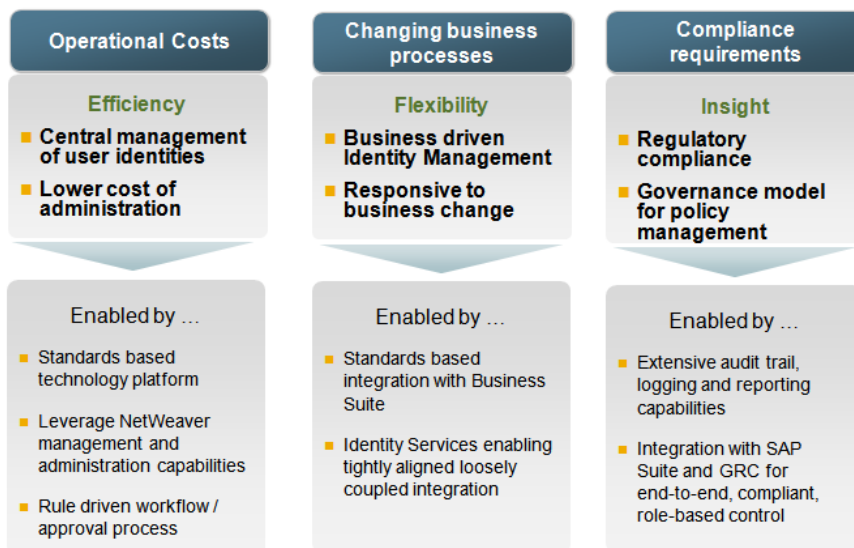 Operational Costs
Efficiency
Central management
of user identities
Lower cost of
administration
Enabled by ...
Standards based
technology platform
Leverage NetWeaver
management and
administration capabilities
Rule driven workflow /
approval process
Changing business
processes
Flexibility
Business driven
Identity Management
Responsive to
business change
Enabled by ...
Standards based
integration with Business
Suite
Identity Services enabling
tightly aligned loosely
coupled integration
Compliance
requirements
Insight
Regulatory
compliance
Governance model
for policy
management
Enabled by ...
Extensive audit trail,
logging and reporting
capabilities
Integration with SAP
Suite and GRC for
end-to-end, compliant,
role-based control